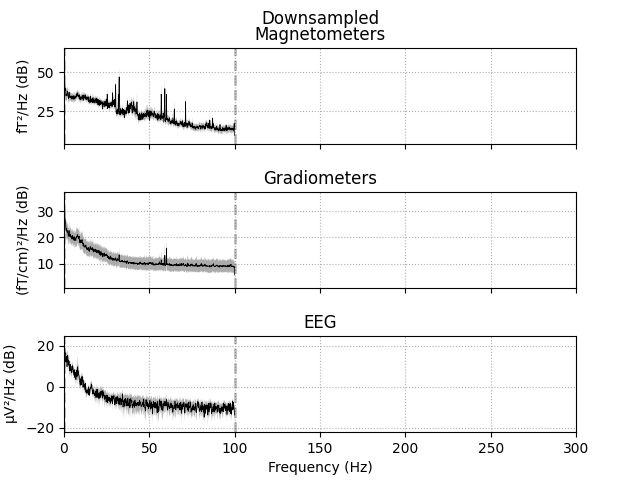 Downsampled
Magnetometers
fT²/Hz (dB)
50
25
Gradiometers
(fT/cm)²/Hz (dB)
30
20
10
EEG
µV²/Hz (dB)
20
0
−20
0 50 100 150 200 250 300
Frequency (Hz)